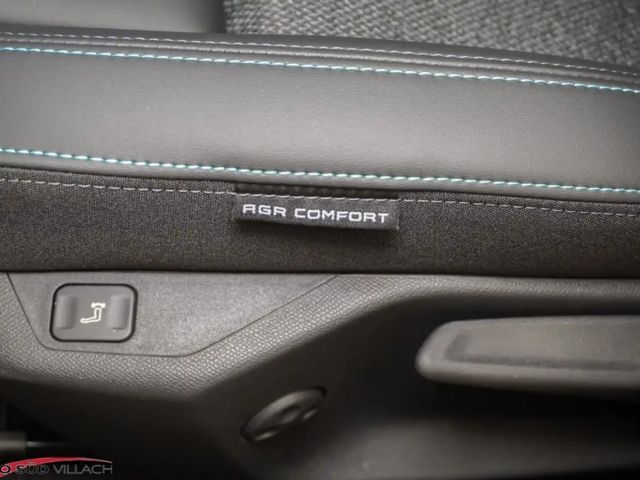 AGR COMFORT
O SÜD VILLACH